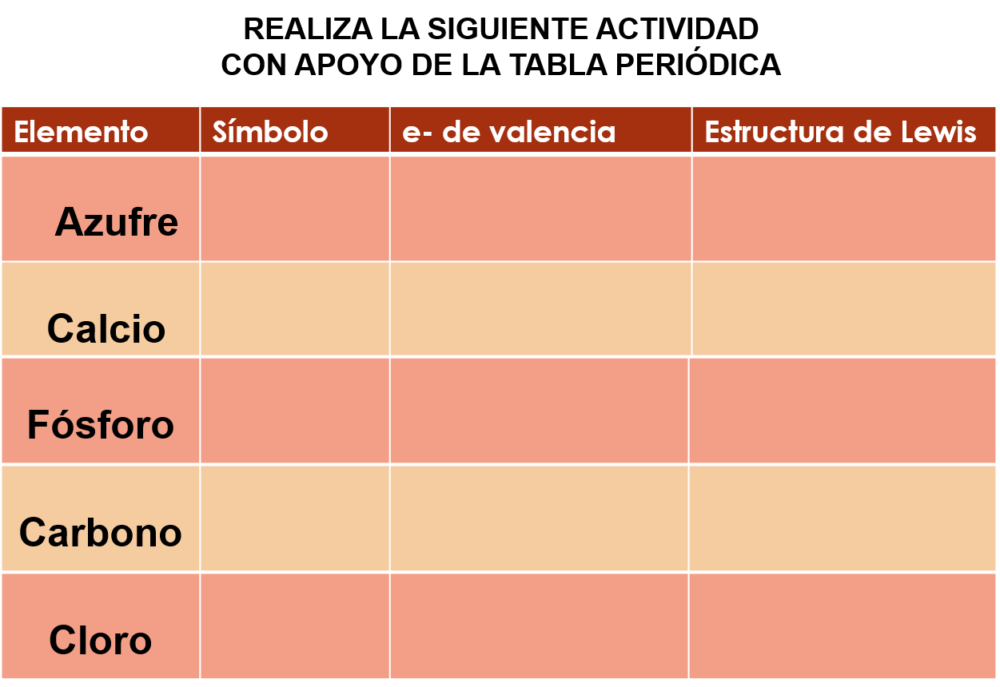 REALIZA LA SIGUIENTE ACTIVIDAD
CON APOYO DE LA TABLA PERIÓDICA
Elemento Símbolo e- de valencia Estructura de Lewis
Azufre
Calcio
Fósforo
Carbono
Cloro